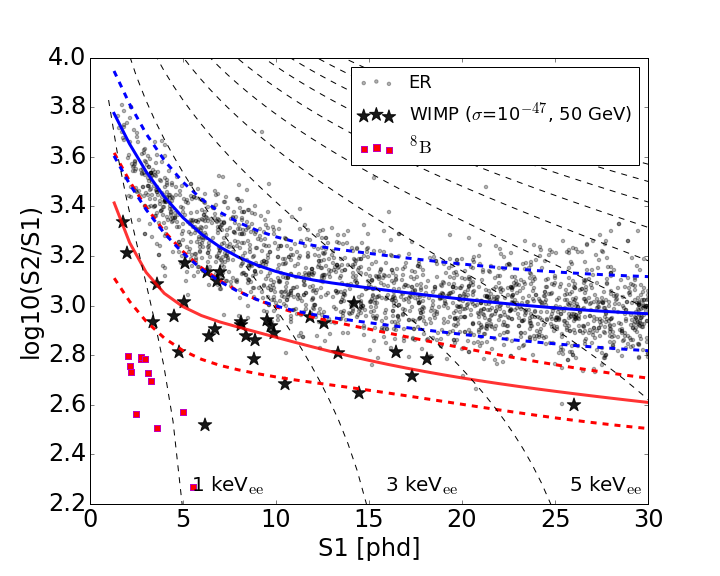 4.0
3.8
3.6
3.4
3.2
3.0
2.8
2.6
2.4
2.2
log10(S2/S1)
ER
WIMP (σ=10⁻⁴⁷, 50 GeV)
⁸B
1 keVₑₑ
3 keVₑₑ
5 keVₑₑ
0 5 10 15 20 25 30
S1 [phd]